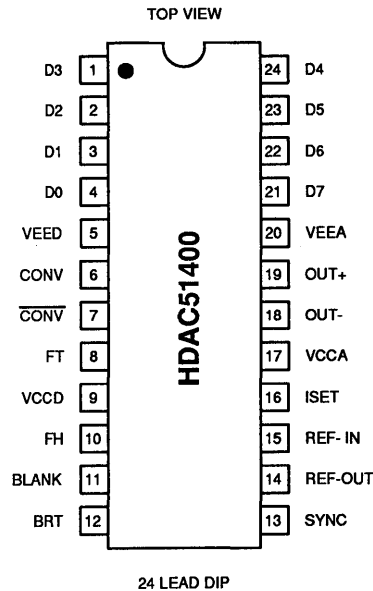 TOP VIEW
D3 1 24 D4
D2 2 23 D5
D1 3 22 D6
D0 4 21 D7
VEED 5 20 VEEA
CONV 6 19 OUT+
CONV 7 18 OUT-
FT 8 17 VCCA
VCCD 9 16 ISET
FH 10 15 REF- IN
BLANK 11 14 REF-OUT
BRT 12 13 SYNC
HDAC51400
24 LEAD DIP